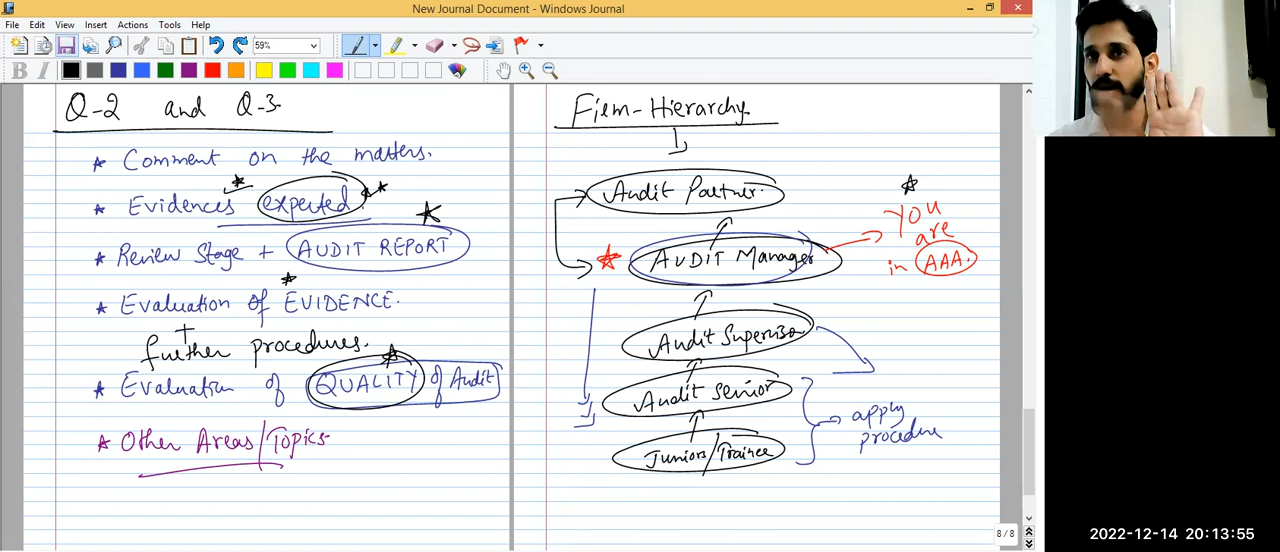 New Journal Document - Windows Journal
File Edit View Insert Actions Tools Help
59%
B I
Q-2 and Q-3
★ Comment on the matters.
★ Evidences expected
★ Review Stage + AUDIT REPORT
★ Evaluation of EVIDENCE.
+
further procedures.
★ Evaluation of QUALITY of Audit
★ Other Areas/Topics
Firm-Hierarchy
Audit Partner
AUDIT Manager
YOU
are
in AAA.
Audit Supervisor
Audit Senior
Juniors/Trainee
apply
procedure
8 / 8
2022-12-14 20:13:55